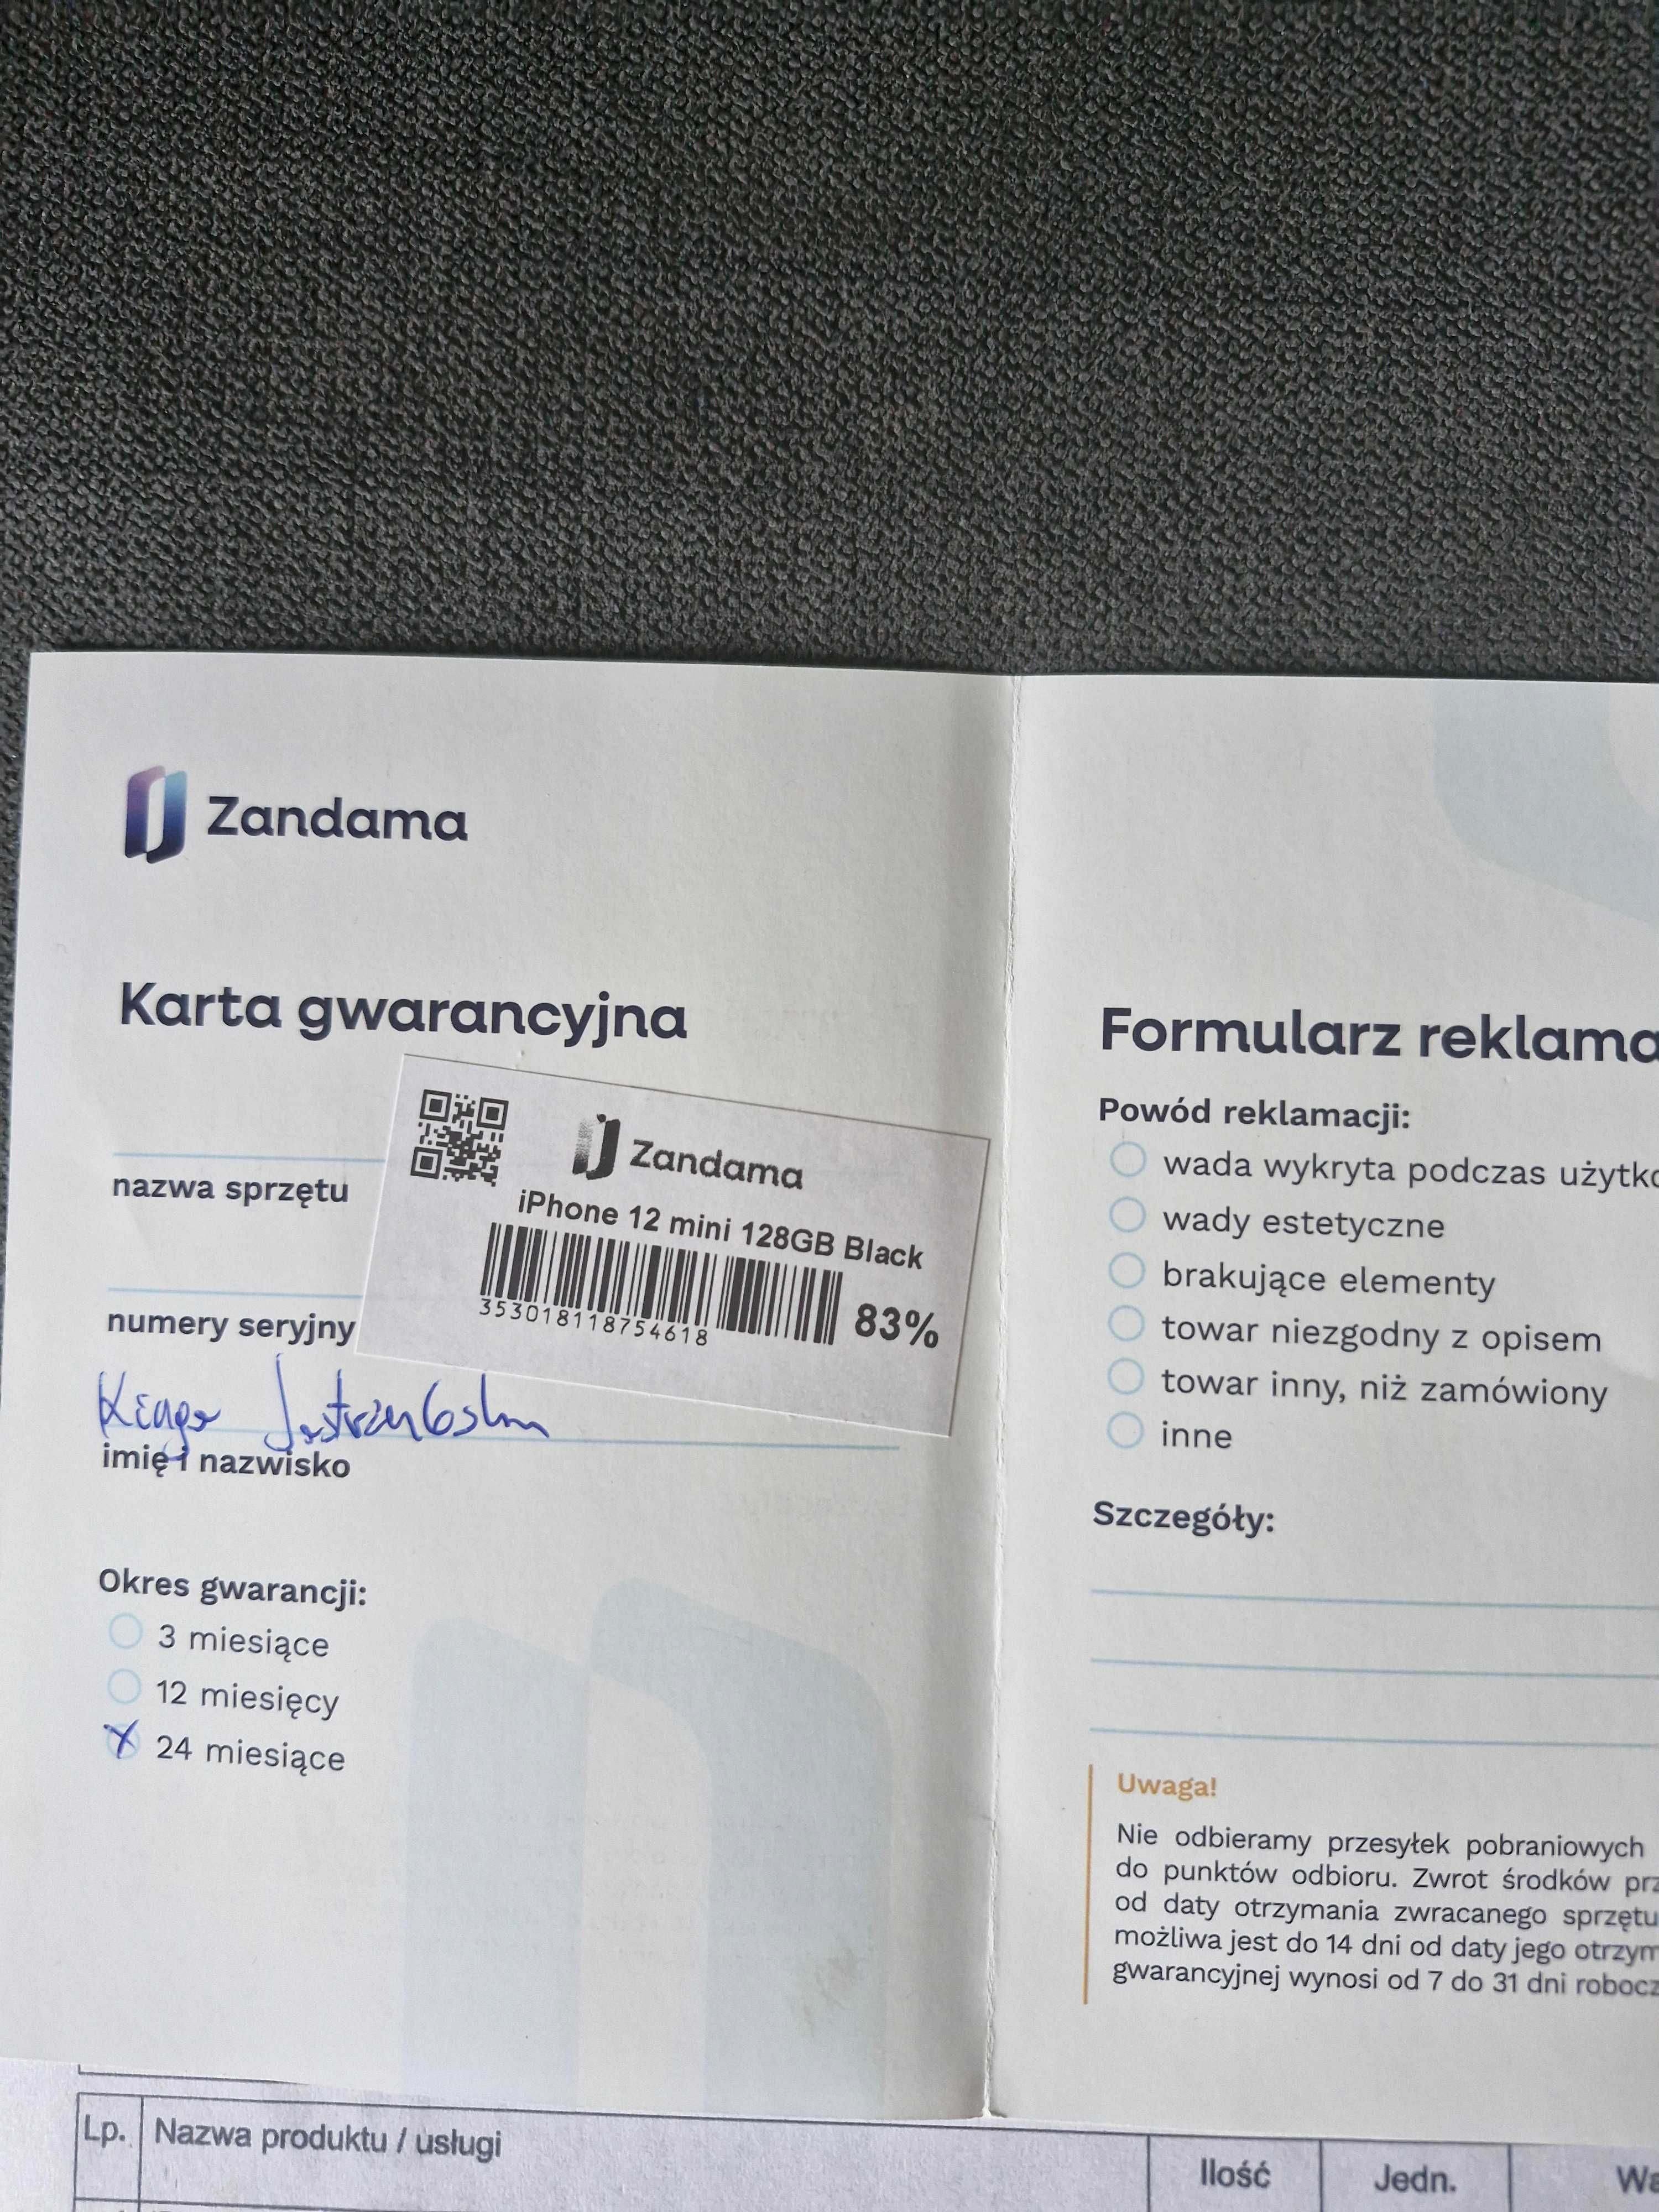 Zandama
Karta gwarancyjna
Zandama
iPhone 12 mini 128GB Black
353018118754618
83%
nazwa sprzętu
numery seryjny
Kinga Jastrzembska
imię i nazwisko
Okres gwarancji:
3 miesiące
12 miesięcy
X 24 miesiące
Formularz reklama
Powód reklamacji:
wada wykryta podczas użytko
wady estetyczne
brakujące elementy
towar niezgodny z opisem
towar inny, niż zamówiony
inne
Szczegóły:
Uwaga!
Nie odbieramy przesyłek pobraniowych
do punktów odbioru. Zwrot środków prz
od daty otrzymania zwracanego sprzętu
możliwa jest do 14 dni od daty jego otrzym
gwarancyjnej wynosi od 7 do 31 dni robocz
Lp. Nazwa produktu / usługi Ilość Jedn. Wa